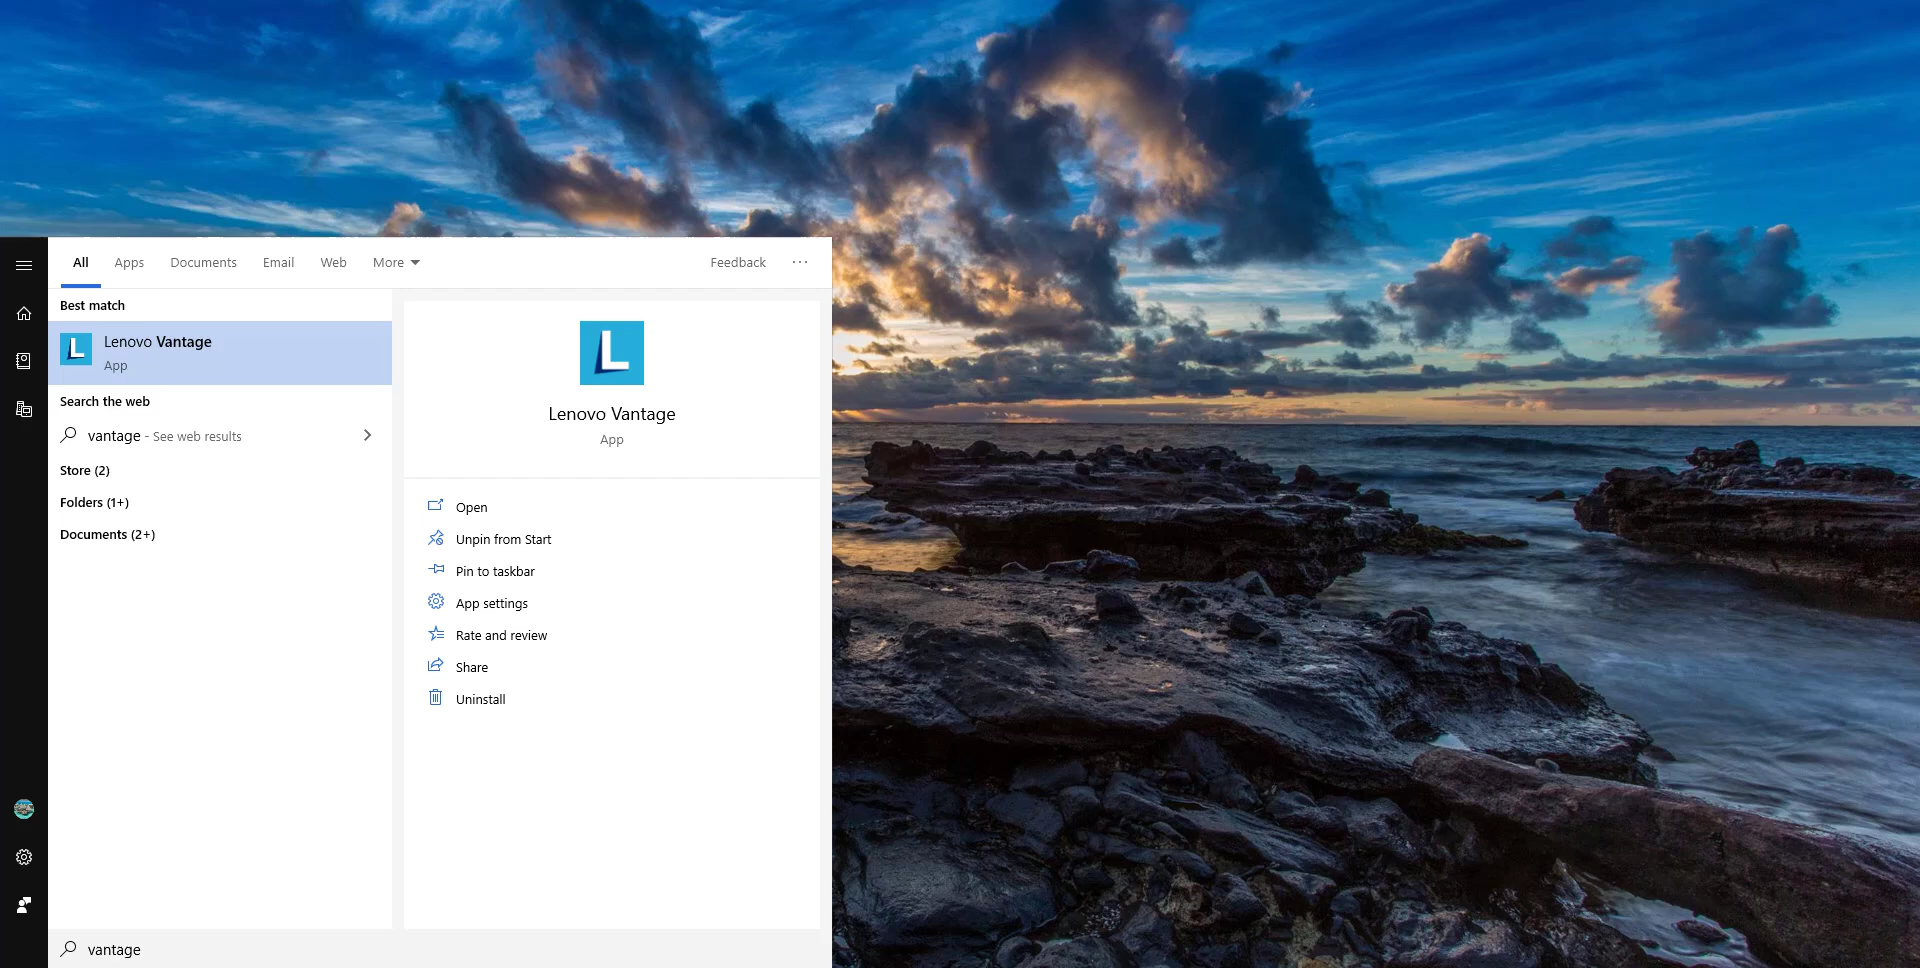 All Apps Documents Email Web More Feedback ...
Best match
Lenovo Vantage
App
Search the web
vantage - See web results
Store (2)
Folders (1+)
Documents (2+)
L
Lenovo Vantage
App
Open
Unpin from Start
Pin to taskbar
App settings
Rate and review
Share
Uninstall
vantage